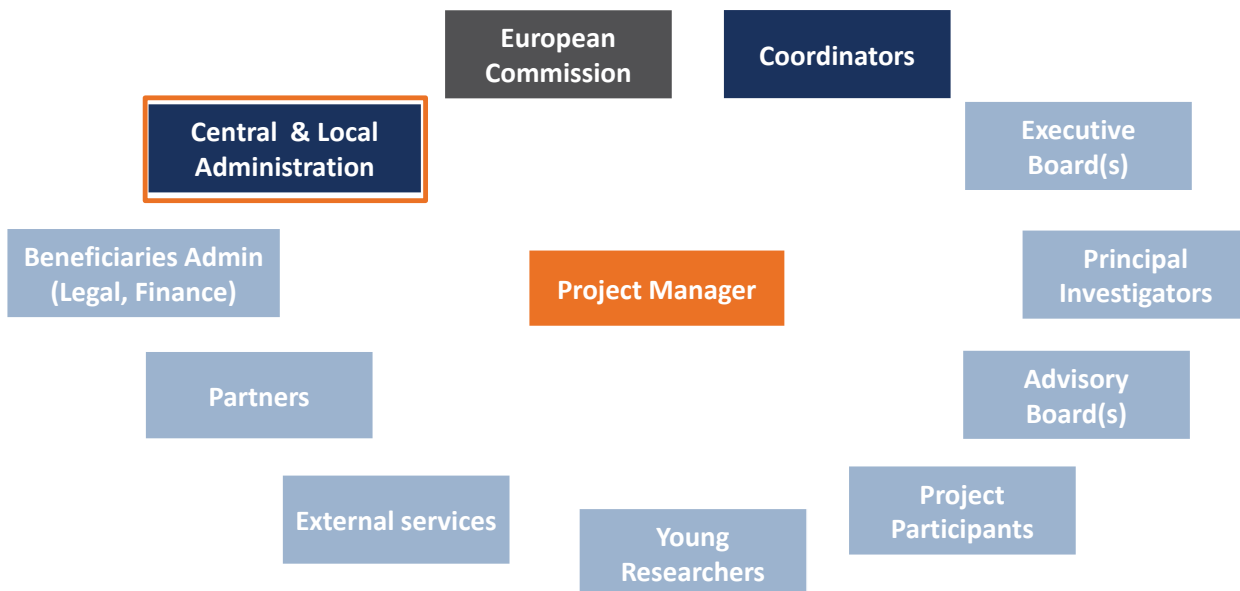 European
Commission
Coordinators
Central & Local
Administration
Executive
Board(s)
Beneficiaries Admin
(Legal, Finance)
Project Manager
Principal
Investigators
Partners
Advisory
Board(s)
External services
Project
Participants
Young
Researchers